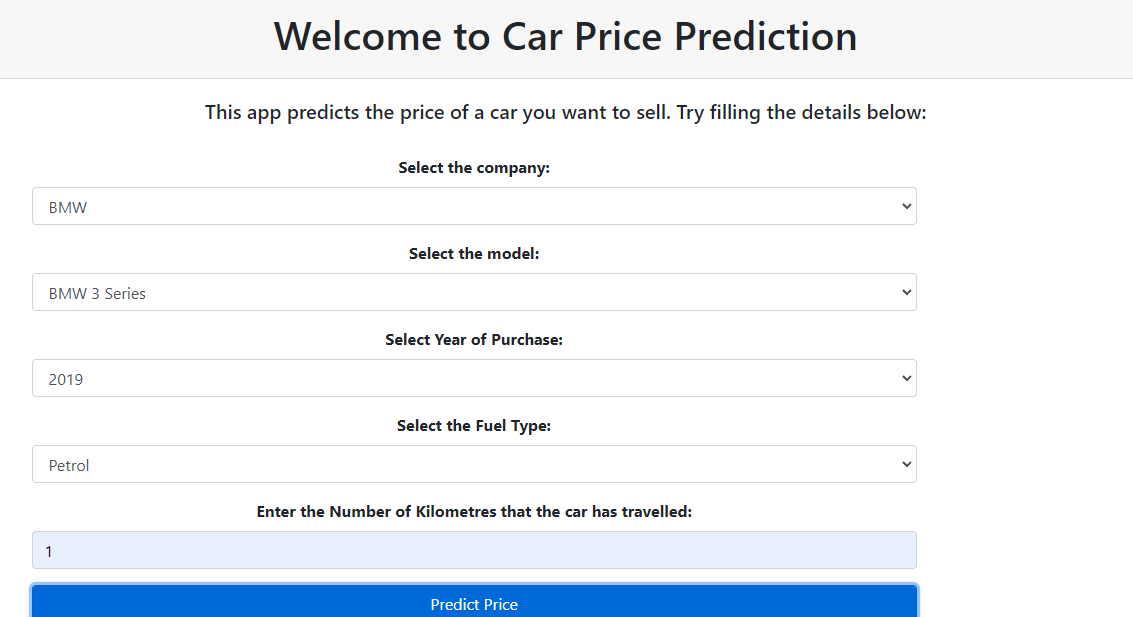 Welcome to Car Price Prediction
This app predicts the price of a car you want to sell. Try filling the details below:
Select the company:
BMW
Select the model:
BMW 3 Series
Select Year of Purchase:
2019
Select the Fuel Type:
Petrol
Enter the Number of Kilometres that the car has travelled:
1
Predict Price